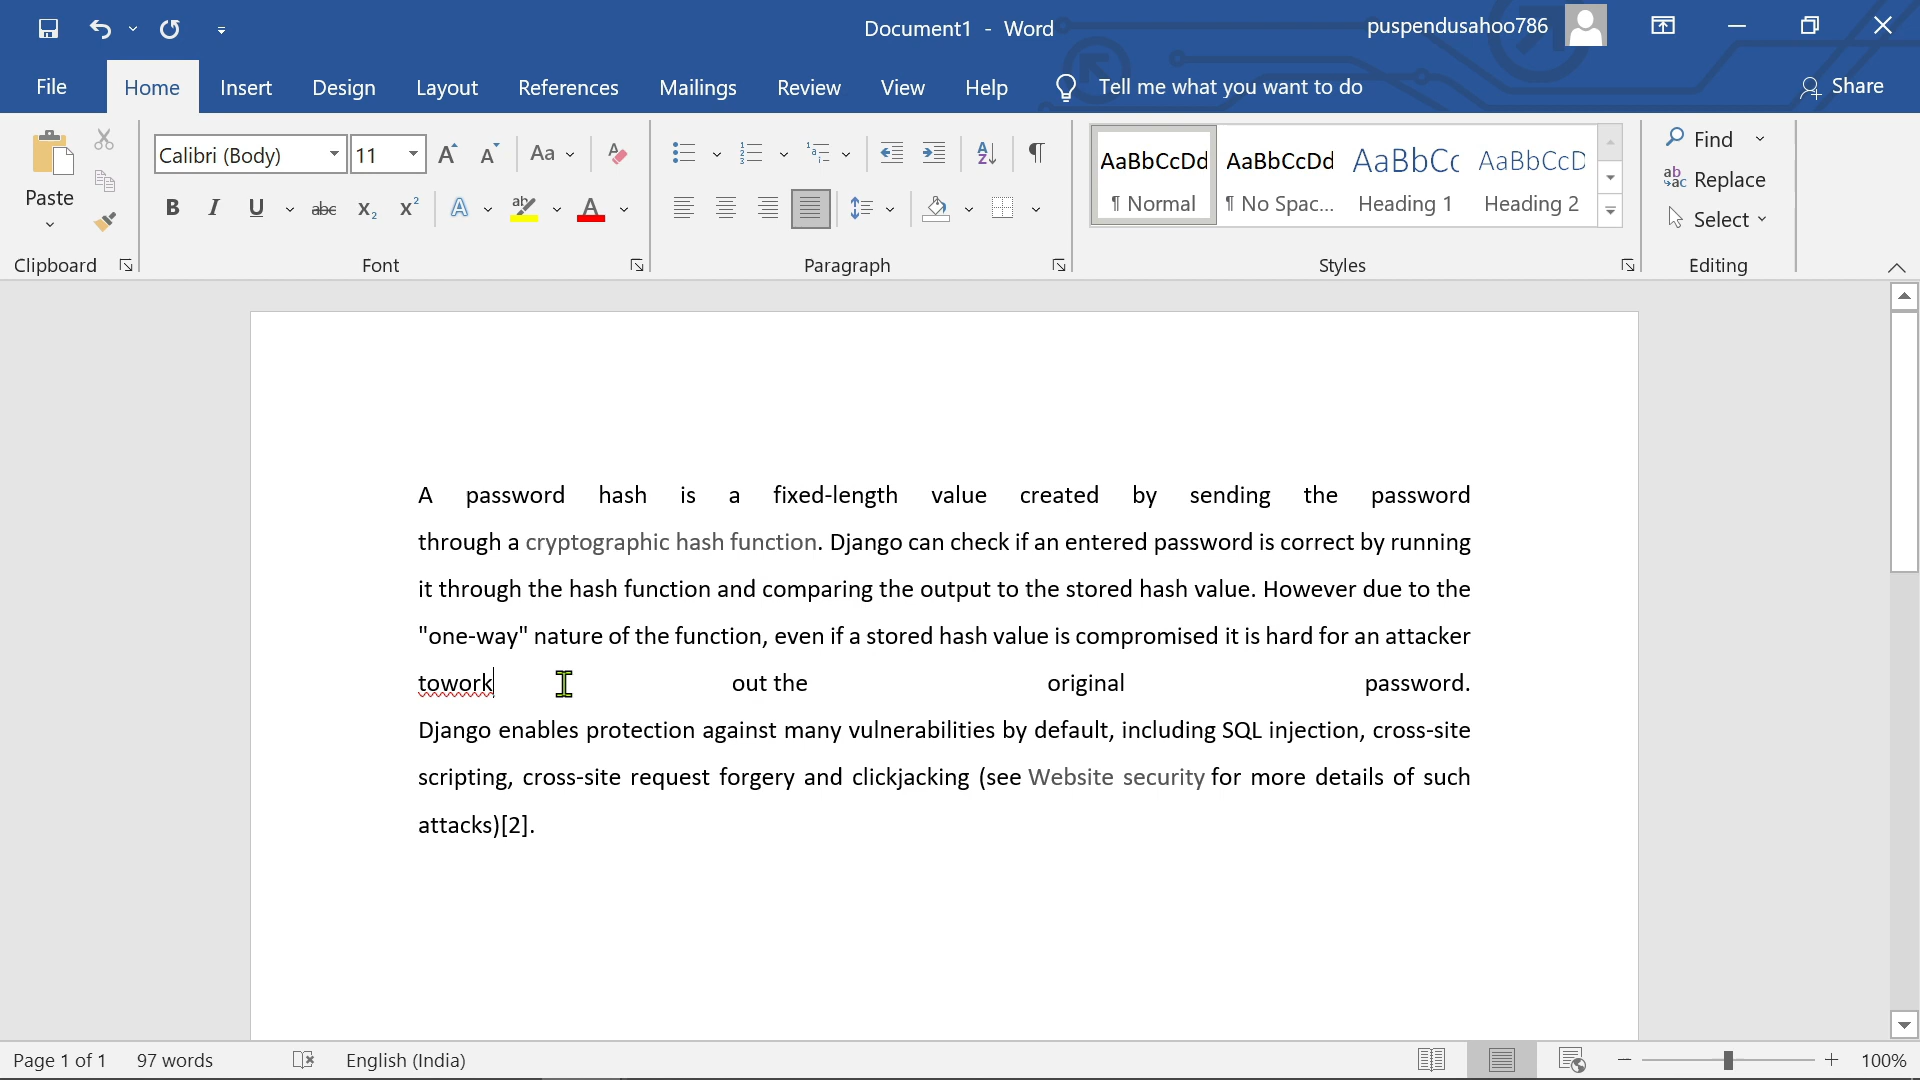 Document1 - Word
puspendusahoo786
File Home Insert Design Layout References Mailings Review View Help Tell me what you want to do Share
Paste
Clipboard
Calibri (Body) 11
Aa
B I U abc X₂ X² A ab A
Font
Paragraph
AaBbCcDd AaBbCcDd AaBbCc AaBbCcD
¶ Normal ¶ No Spac... Heading 1 Heading 2
Styles
Find
Replace
Select
Editing
A password hash is a fixed-length value created by sending the password
through a cryptographic hash function. Django can check if an entered password is correct by running
it through the hash function and comparing the output to the stored hash value. However due to the
"one-way" nature of the function, even if a stored hash value is compromised it is hard for an attacker
towork out the original password.
Django enables protection against many vulnerabilities by default, including SQL injection, cross-site
scripting, cross-site request forgery and clickjacking (see Website security for more details of such
attacks)[2].
Page 1 of 1 97 words English (India) 100%